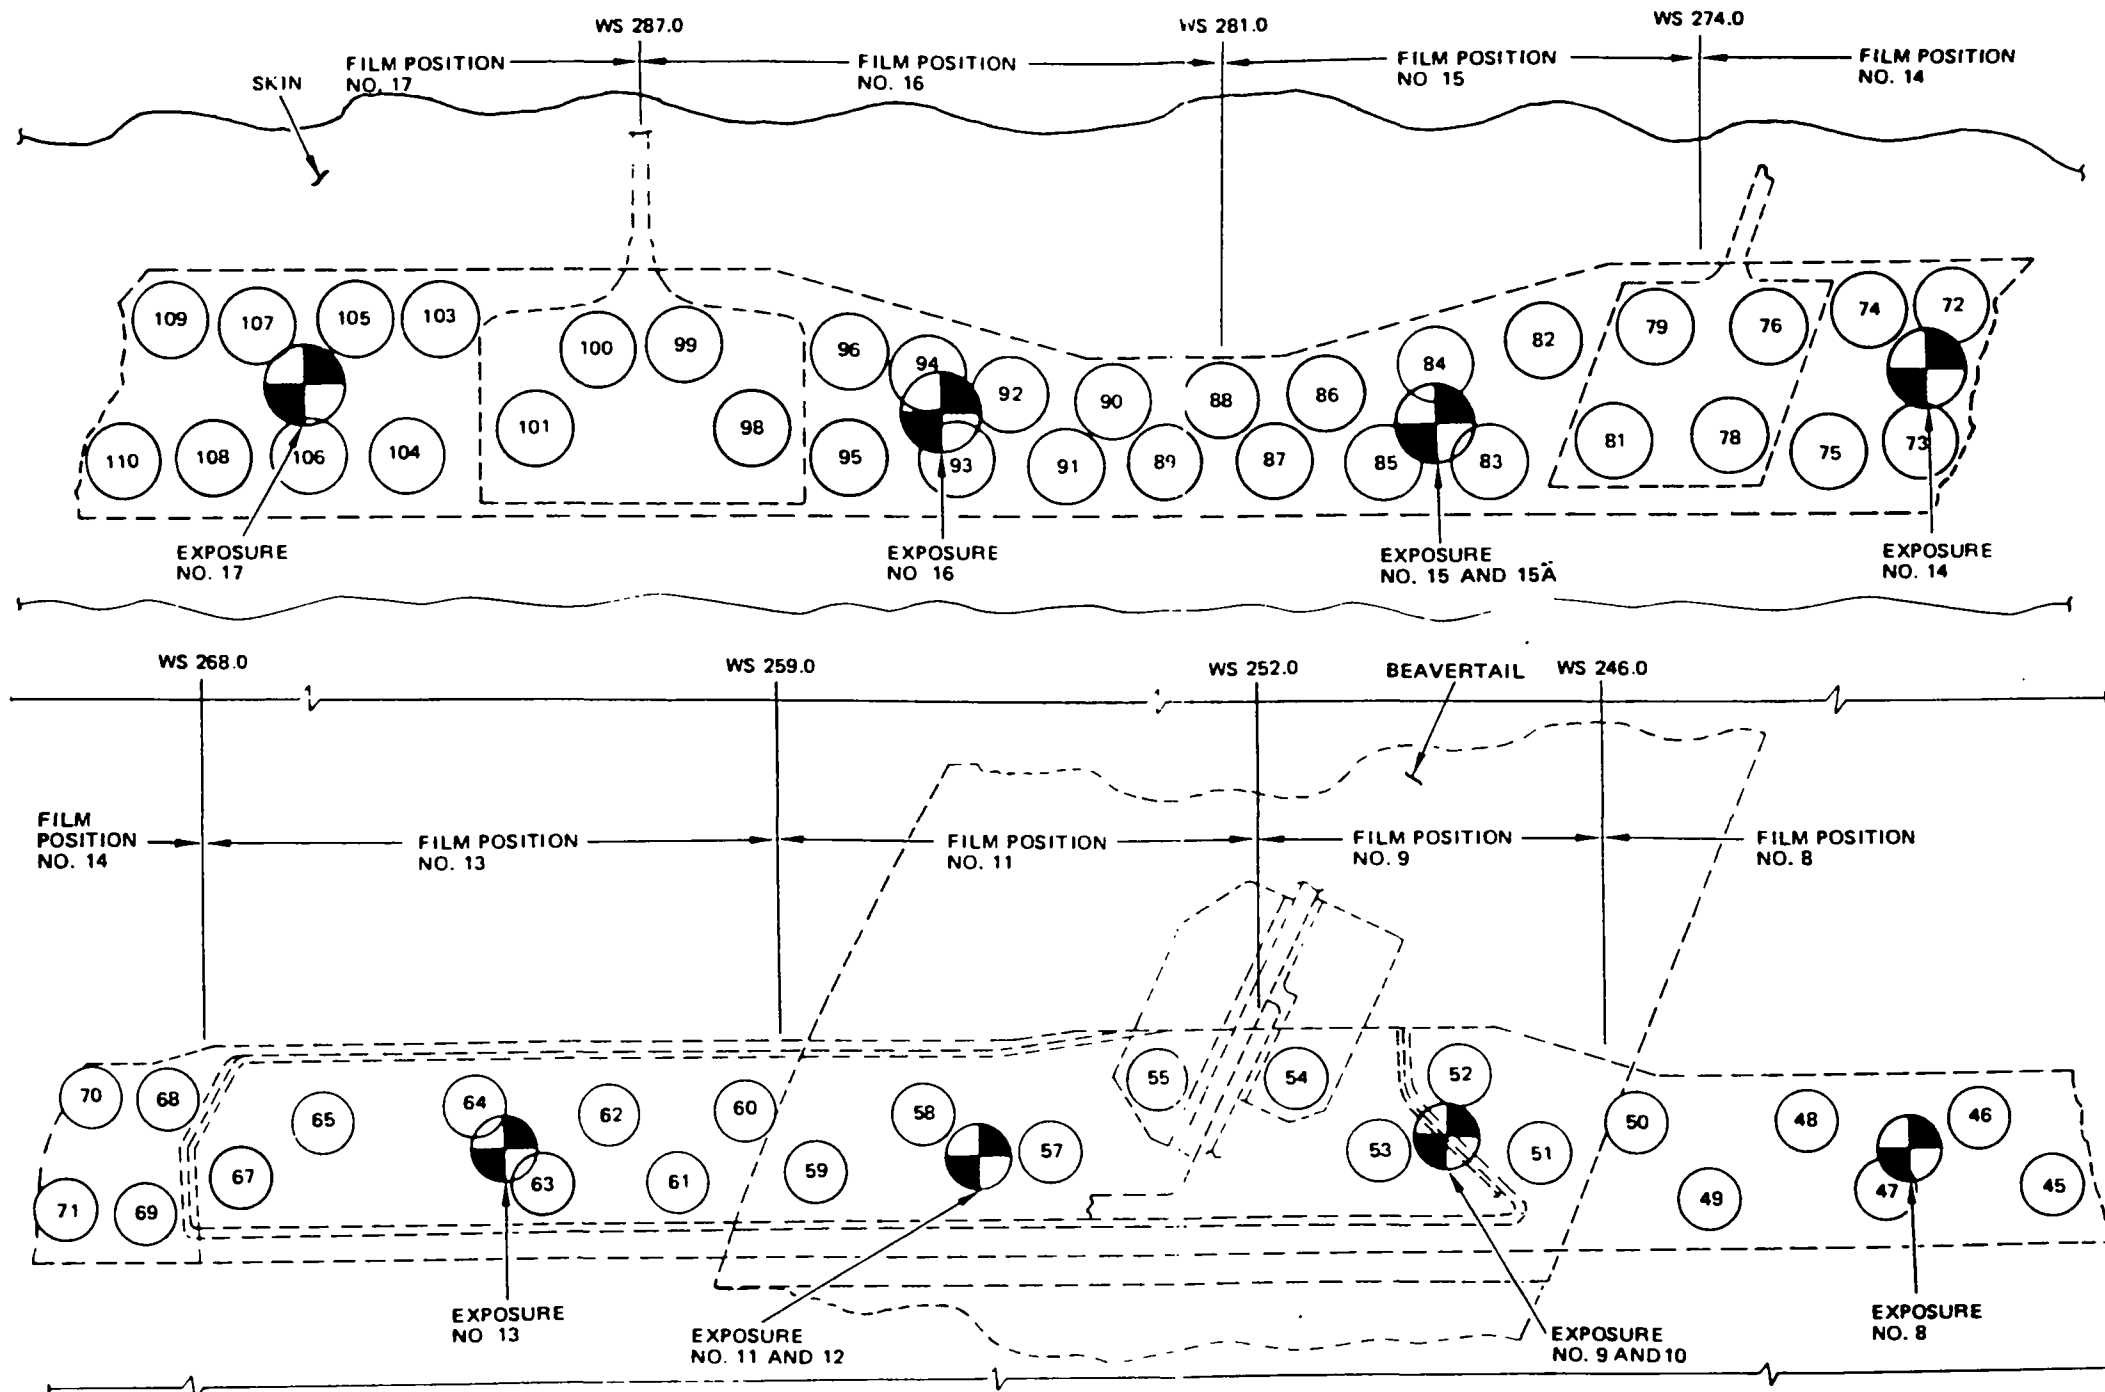 WS 287.0
WS 281.0
WS 274.0
SKIN
FILM POSITION
NO. 17
FILM POSITION
NO. 16
FILM POSITION
NO 15
FILM POSITION
NO. 14
109
107
105
103
100
99
96
94
92
90
88
86
84
82
79
76
74
72
110
108
106
104
101
98
95
93
91
89
87
85
83
81
78
75
73
EXPOSURE
NO. 17
EXPOSURE
NO 16
EXPOSURE
NO. 15 AND 15A
EXPOSURE
NO. 14
WS 268.0
WS 259.0
WS 252.0
BEAVERTAIL
WS 246.0
FILM
POSITION
NO. 14
FILM POSITION
NO. 13
FILM POSITION
NO. 11
FILM POSITION
NO. 9
FILM POSITION
NO. 8
70
68
65
64
62
60
58
55
54
52
50
48
46
71
69
67
63
61
59
57
53
51
49
47
45
EXPOSURE
NO 13
EXPOSURE
NO. 11 AND 12
EXPOSURE
NO. 9 AND 10
EXPOSURE
NO. 8